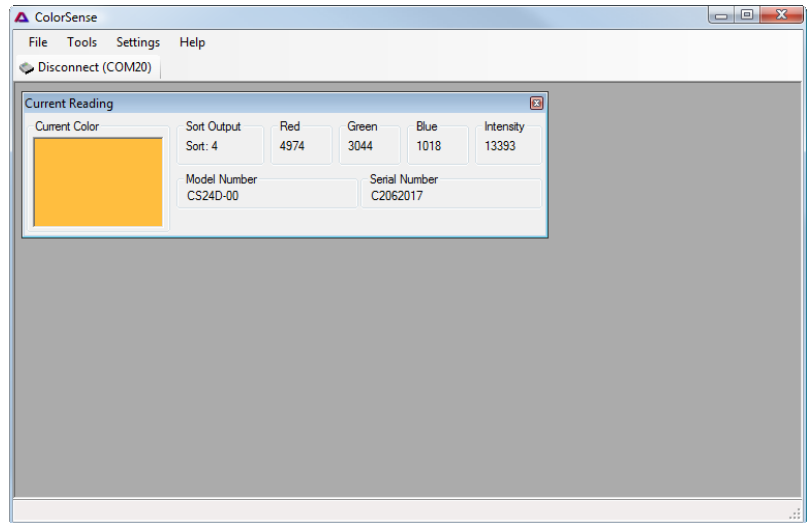 ColorSense
File Tools Settings Help
Disconnect (COM20)
Current Reading
Current Color Sort Output Red Green Blue Intensity
Sort: 4 4974 3044 1018 13393
Model Number Serial Number
CS24D-00 C2062017